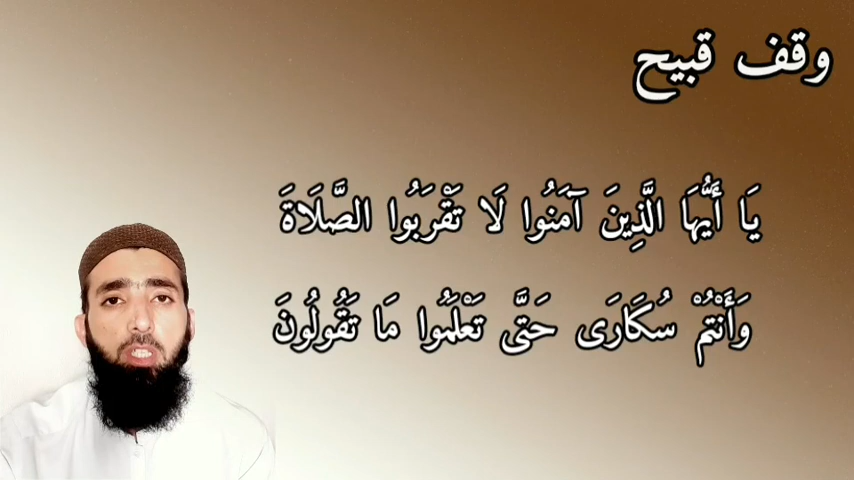 وقف قبيح
يَا أَيُّهَا الَّذِينَ آمَنُوا لَا تَقْرَبُوا الصَّلَاةَ
وَأَنْتُمْ سُكَارَى حَتَّى تَعْلَمُوا مَا تَقُولُونَ